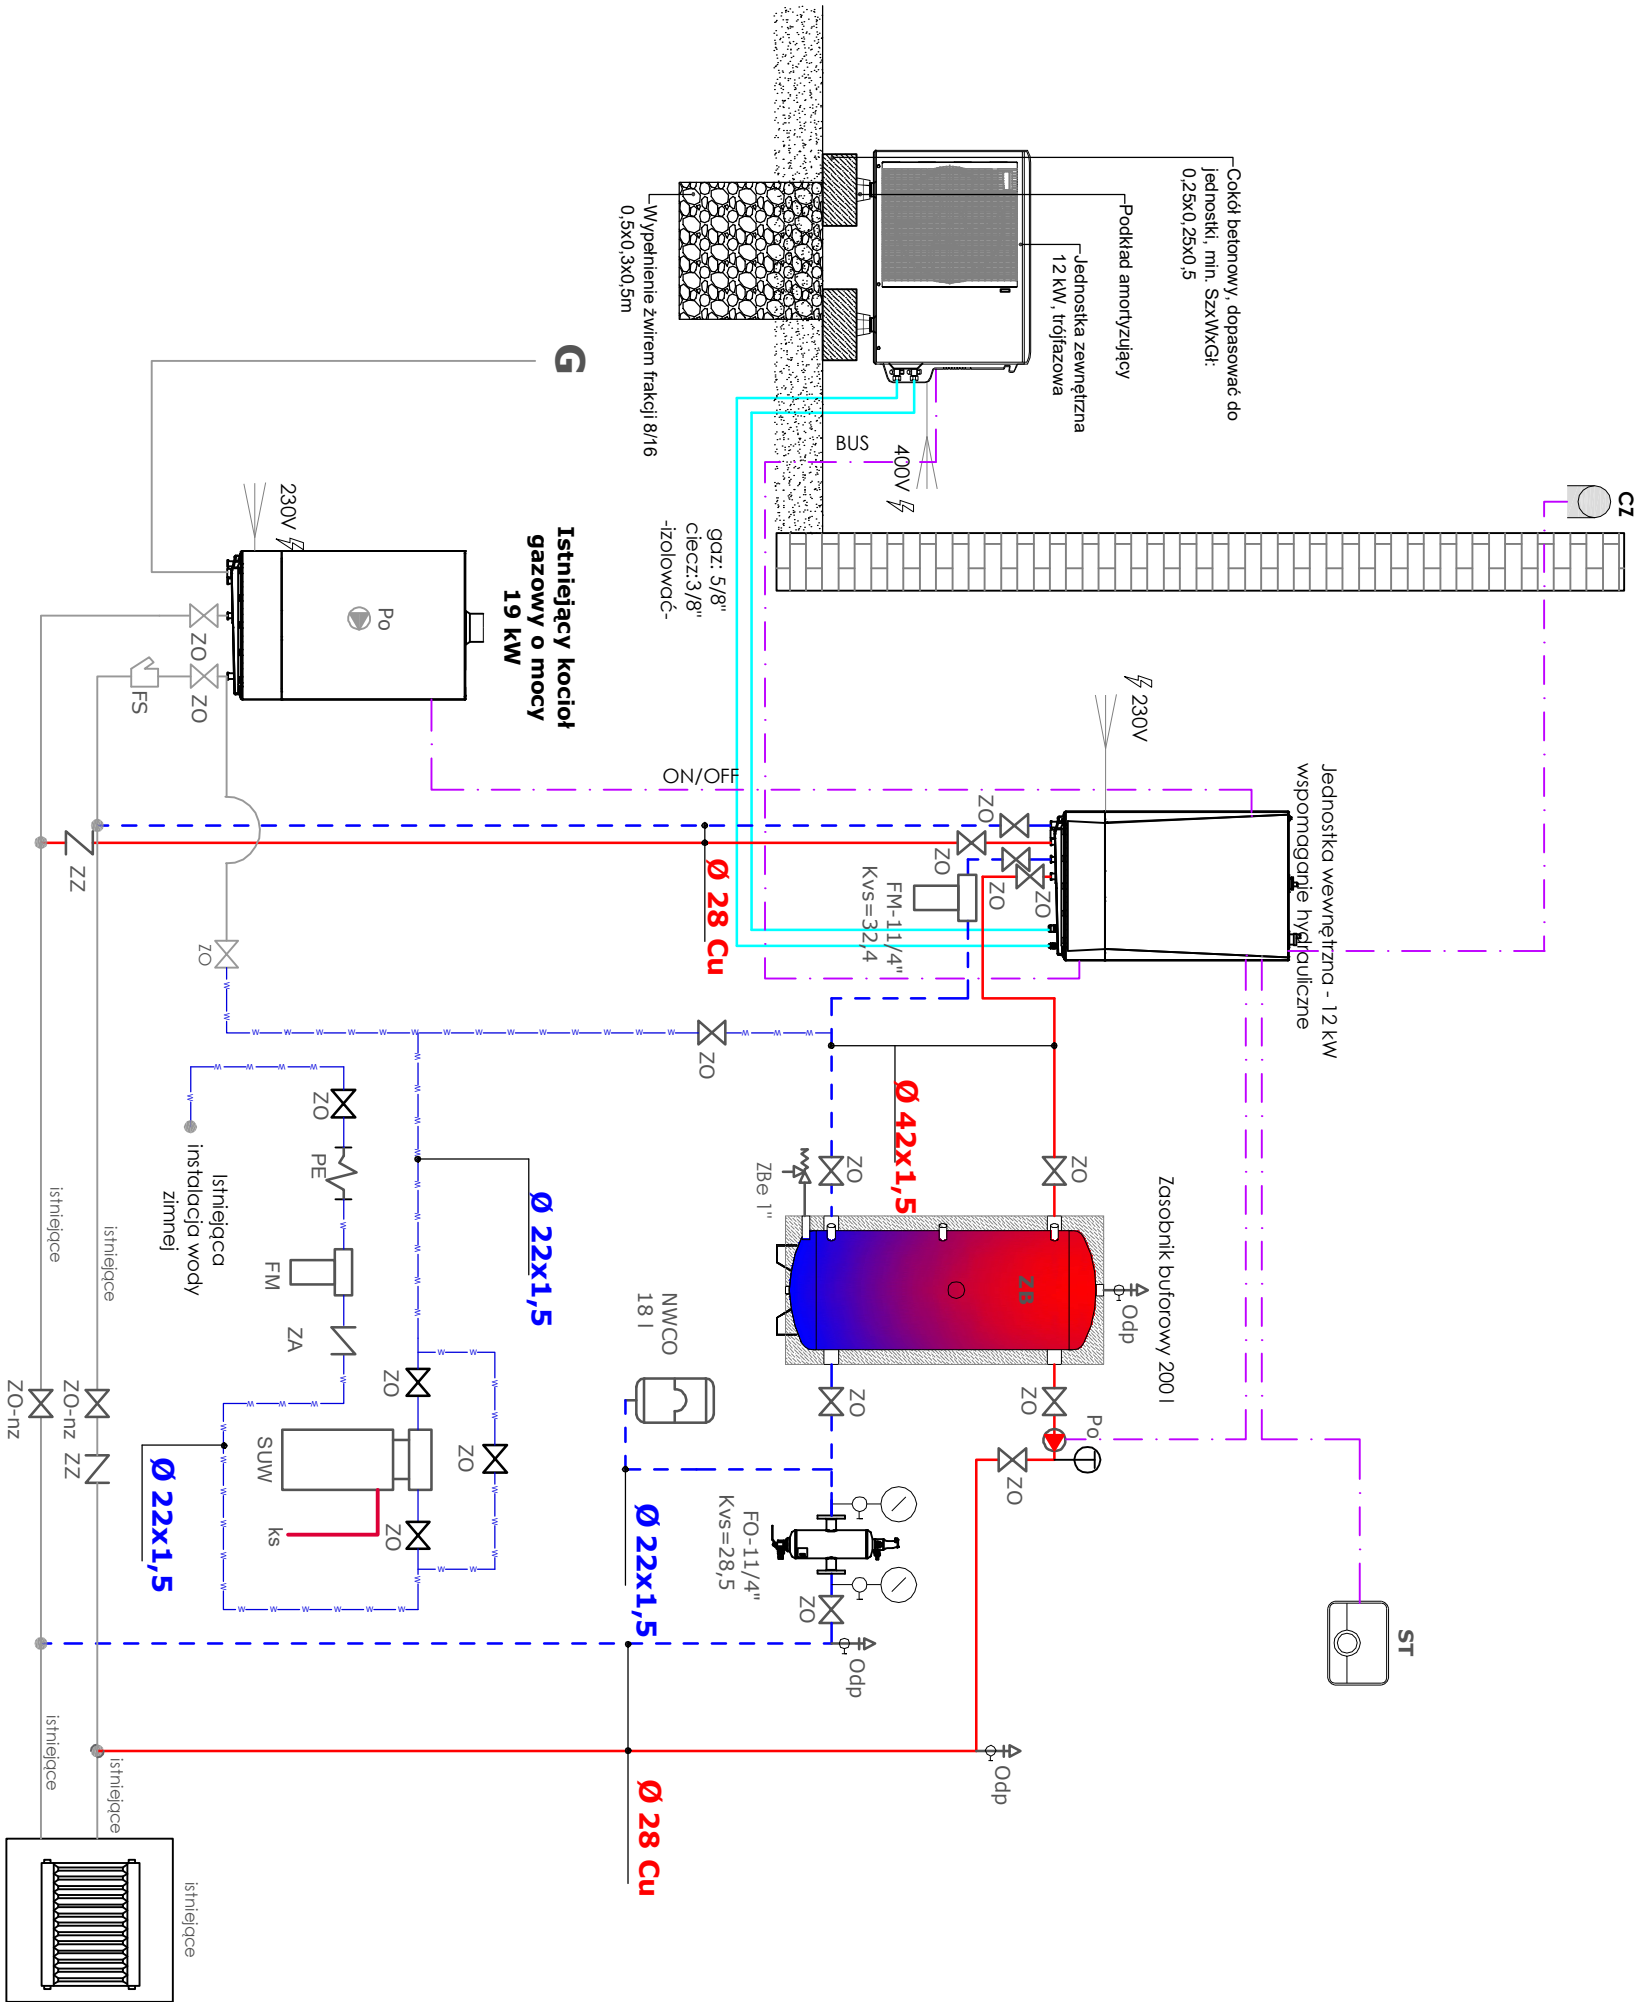 CZ
Cokół betonowy, dopasować do
jednostki, min. SzxWxGł:
0,25x0,25x0,5
Podkład amortyzujący
Jednostka zewnętrzna
12 kW, trójfazowa
Wypełnienie żwirem frakcji 8/16
0,5x0,3x0,5m
G
BUS
400V
gaz: 5/8"
ciecz:3/8"
-izolować-
230V
Istniejący kocioł
gazowy o mocy
19 kW
Po
ZO
ZO
FS
230V
Jednostka wewnętrzna - 12 kW
wspomaganie hydrauliczne
ON/OFF
ZO
ZO
ZO
ZO
FM-11/4"
Kvs=32,4
Ø 28 Cu
ZZ
ZO
ZO
Ø 42x1,5
Zasobnik buforowy 200 l
ZO
ZO
ZBe 1"
ZB
Odp
ZO
ZO
Po
ZO
ST
ZO
PE
FM
ZA
Istniejąca
instalacja wody
zimnej
Ø 22x1,5
NWCO
18 l
ZO
ZO
SUW
ks
ZO
Ø 22x1,5
Ø 22x1,5
FO-11/4"
Kvs=28,5
ZO
Odp
Odp
Ø 28 Cu
istniejące
istniejące
ZO-nz
ZO-nz
ZZ
istniejące
istniejące
istniejące